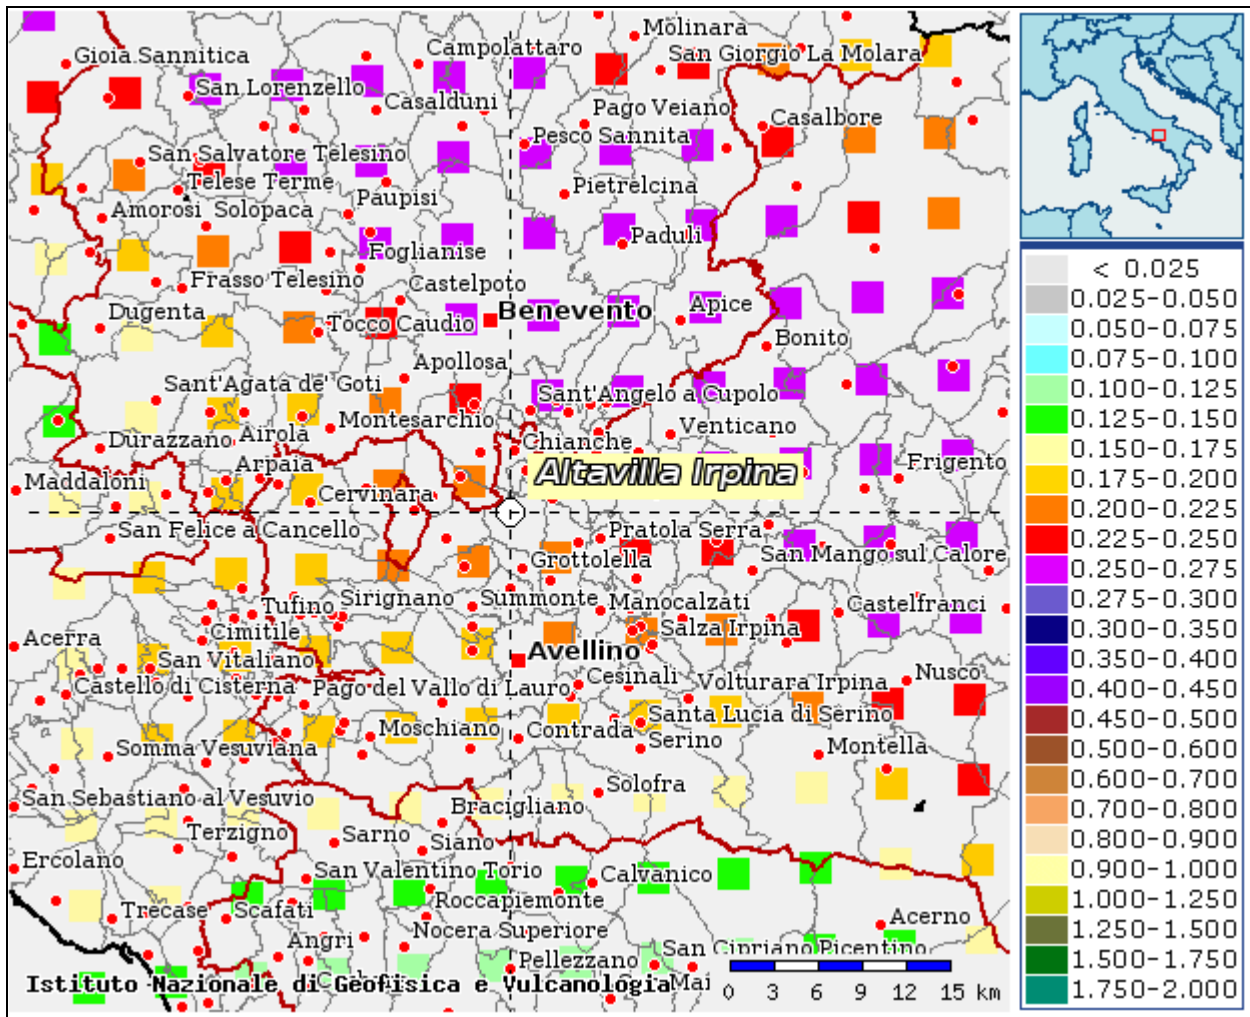 Molinara
Gioia Sannitica
Campolattaro
San Giorgio La Molara
San Lorenzello
Casalduni
Pago Veiano
Casalbore
Pesco Sannita
San Salvatore Telesino
Telese Terme
Pietrelcina
Paupisi
Amorosi Solopaca
Paduli
Foglianise
Frasso Telesino
Castelpoto
Dugenta
Benevento
Apice
Tocco Caudio
Bonito
Apollosa
Sant'Agata de' Goti
Sant'Angelo a Cupolo
Montesarchio
Venticano
Durazzano Airola
Chianche
Arpaia
Altavilla Irpina
Frigento
Maddaloni
Cervinara
San Felice a Cancello
Pratola Serra
Grottolella
San Mango sul Calore
Tufino
Sirignano
Summonte
Manocalzati
Castelfranci
Cimitile
Salza Irpina
Acerra
San Vitaliano
Avellino
Cesinali
Nusco
Castello di Cisterna
Pago del Vallo di Lauro
Volturara Irpina
Moschiano
Contrada
Santa Lucia di Serino
Somma Vesuviana
Serino
Montella
San Sebastiano al Vesuvio
Solofra
Bracigliano
Terzigno
Sarno
Siano
Ercolano
San Valentino Torio
Calvanico
Roccapiemonte
Trecase
Scafati
Acerno
Angri
Nocera Superiore
San Cipriano Picentino
Pellezzano
Mai
Istituto Nazionale di Geofisica e Vulcanologia
0 3 6 9 12 15 km
< 0.025
0.025-0.050
0.050-0.075
0.075-0.100
0.100-0.125
0.125-0.150
0.150-0.175
0.175-0.200
0.200-0.225
0.225-0.250
0.250-0.275
0.275-0.300
0.300-0.350
0.350-0.400
0.400-0.450
0.450-0.500
0.500-0.600
0.600-0.700
0.700-0.800
0.800-0.900
0.900-1.000
1.000-1.250
1.250-1.500
1.500-1.750
1.750-2.000